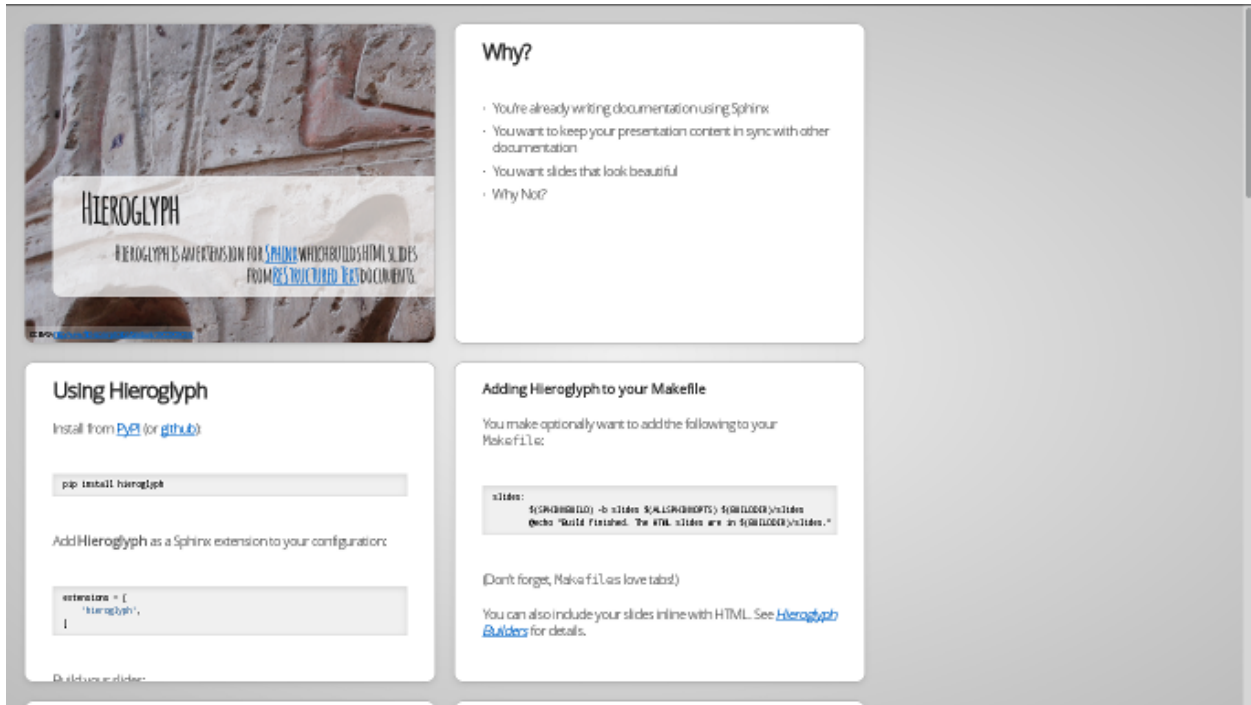 Hieroglyph
Hieroglyph is an extension for Sphinx which builds HTML slides
from reStructured Text documents.
Why?
· You're already writing documentation using Sphinx
· You want to keep your presentation content in sync with other
documentation
· You want slides that look beautiful
· Why Not?
Using Hieroglyph
Install from PyPI (or github):
pip install hieroglyph
Add Hieroglyph as a Sphinx extension to your configuration:
extensions = [
'hieroglyph',
]
Build your slides:
Adding Hieroglyph to your Makefile
You make optionally want to add the following to your
Makefile:
slides:
$(SPHINXBUILD) -b slides $(ALLSPHINXOPTS) $(BUILDDIR)/slides
@echo "Build finished. The HTML slides are in $(BUILDDIR)/slides."
(Don't forget, Makefiles love tabs!)
You can also include your slides inline with HTML. See Hieroglyph
Builders for details.